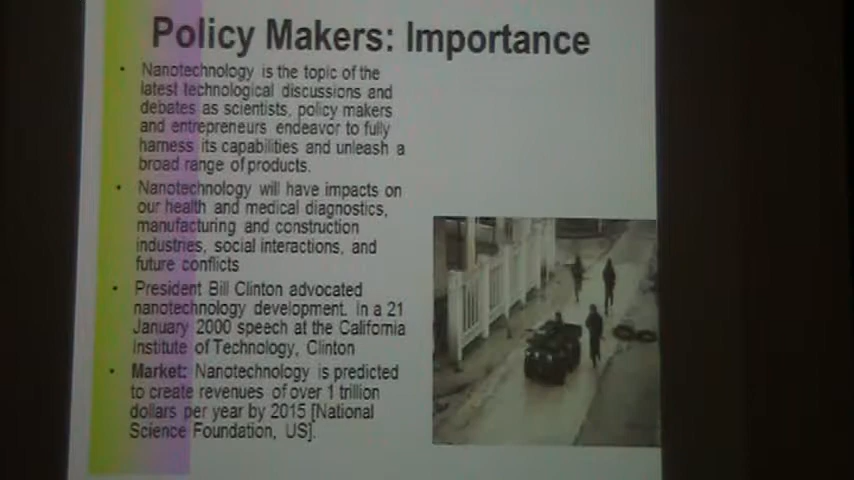 Policy Makers: Importance
• Nanotechnology is the topic of the
latest technological discussions and
debates as scientists, policy makers
and entrepreneurs endeavor to fully
harness its capabilities and unleash a
broad range of products.
• Nanotechnology will have impacts on
our health and medical diagnostics,
manufacturing and construction
industries, social interactions, and
future conflicts
• President Bill Clinton advocated
nanotechnology development. In a 21
January 2000 speech at the California
Institute of Technology, Clinton
• Market: Nanotechnology is predicted
to create revenues of over 1 trillion
dollars per year by 2015 [National
Science Foundation, US].